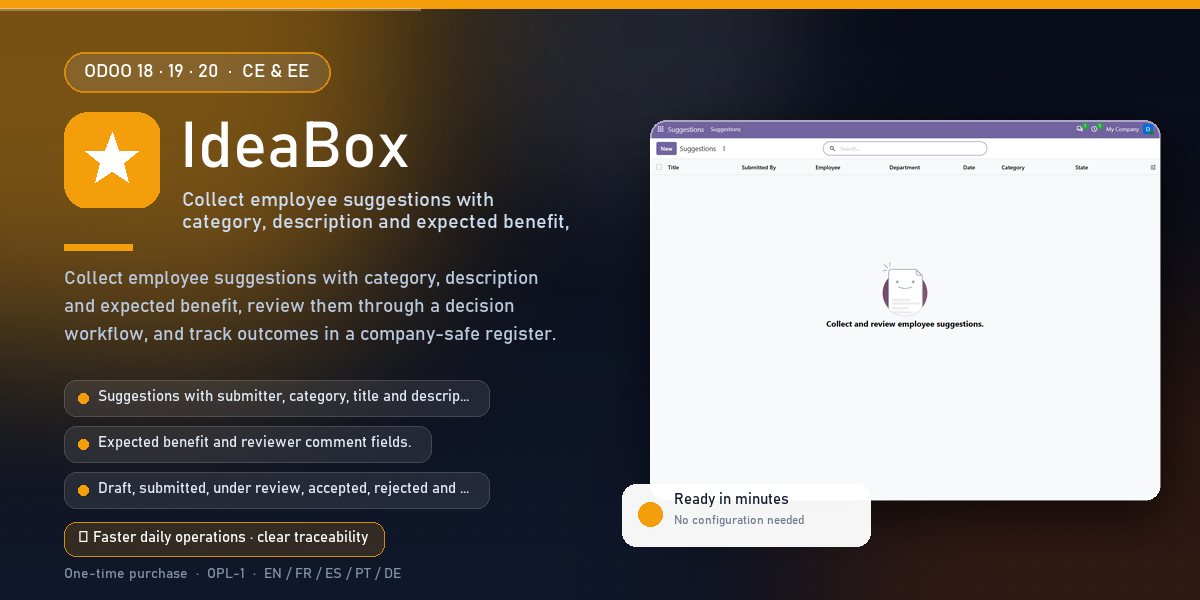 ODOO 18 · 19 · 20 · CE & EE
IdeaBox
Collect employee suggestions with
category, description and expected benefit,
Collect employee suggestions with category, description
and expected benefit, review them through a decision
workflow, and track outcomes in a company-safe register.
Suggestions with submitter, category, title and descrip...
Expected benefit and reviewer comment fields.
Draft, submitted, under review, accepted, rejected and ...
Faster daily operations · clear traceability
One-time purchase · OPL-1 · EN / FR / ES / PT / DE
Suggestions Suggestions My Company D
New Suggestions Search...
Title Submitted By Employee Department Date Category State
Collect and review employee suggestions.
Ready in minutes
No configuration needed